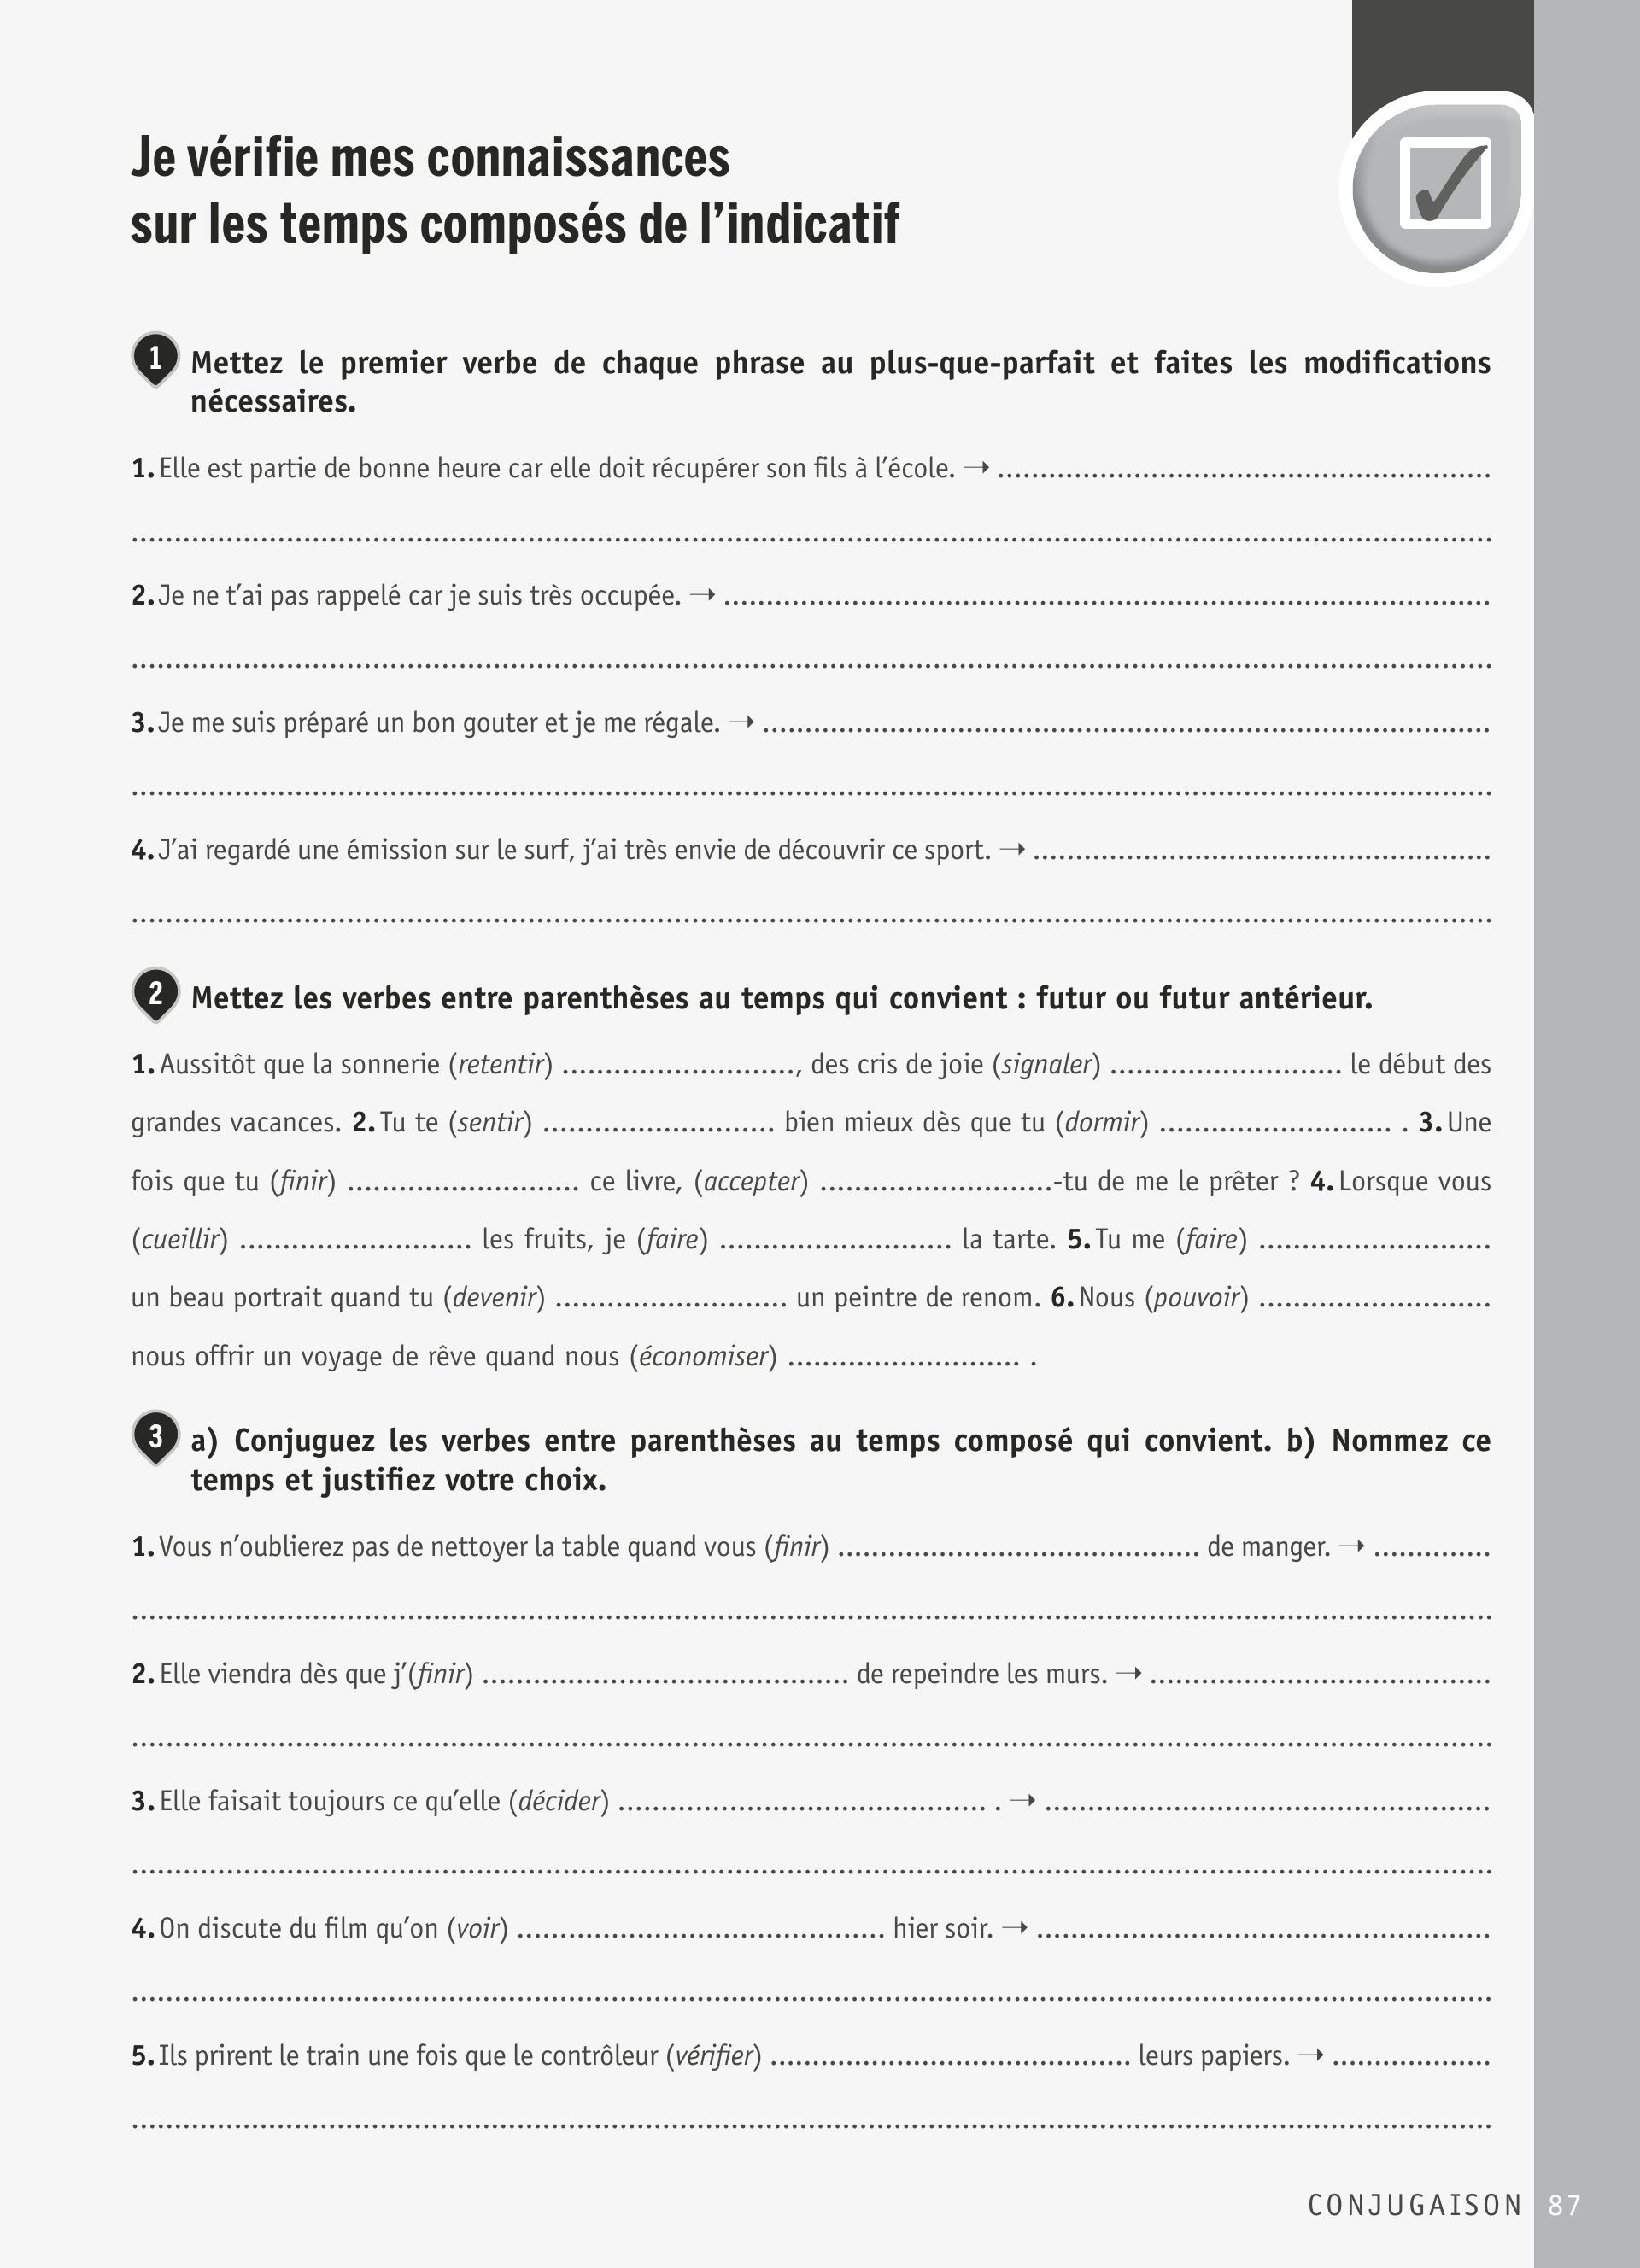 Je vérifie mes connaissances
sur les temps composés de l’indicatif
1 Mettez le premier verbe de chaque phrase au plus-que-parfait et faites les modifications
nécessaires.
1. Elle est partie de bonne heure car elle doit récupérer son fils à l’école. → ..........................................................
................................................................................
2. Je ne t’ai pas rappelé car je suis très occupée. → ..........................................................
................................................................................
3. Je me suis préparé un bon gouter et je me régale. → ..........................................................
................................................................................
4. J’ai regardé une émission sur le surf, j’ai très envie de découvrir ce sport. → ......................................................
................................................................................
2 Mettez les verbes entre parenthèses au temps qui convient : futur ou futur antérieur.
1. Aussitôt que la sonnerie (retentir) ..........................., des cris de joie (signaler) ........................... le début des
grandes vacances. 2. Tu te (sentir) ........................... bien mieux dès que tu (dormir) ........................... . 3. Une
fois que tu (finir) ........................... ce livre, (accepter) ...........................-tu de me le prêter ? 4. Lorsque vous
(cueillir) ........................... les fruits, je (faire) ........................... la tarte. 5. Tu me (faire) ...........................
un beau portrait quand tu (devenir) ........................... un peintre de renom. 6. Nous (pouvoir) ...........................
nous offrir un voyage de rêve quand nous (économiser) ........................... .
3 a) Conjuguez les verbes entre parenthèses au temps composé qui convient. b) Nommez ce
temps et justifiez votre choix.
1. Vous n’oublierez pas de nettoyer la table quand vous (finir) ........................................... de manger. → ..............
................................................................................
2. Elle viendra dès que j’(finir) ........................................... de repeindre les murs. → ........................................
................................................................................
3. Elle faisait toujours ce qu’elle (décider) ........................................... . → ....................................................
................................................................................
4. On discute du film qu’on (voir) ........................................... hier soir. → .....................................................
................................................................................
5. Ils prirent le train une fois que le contrôleur (vérifier) .......................................... leurs papiers. → ...................
................................................................................
CONJUGAISON 87